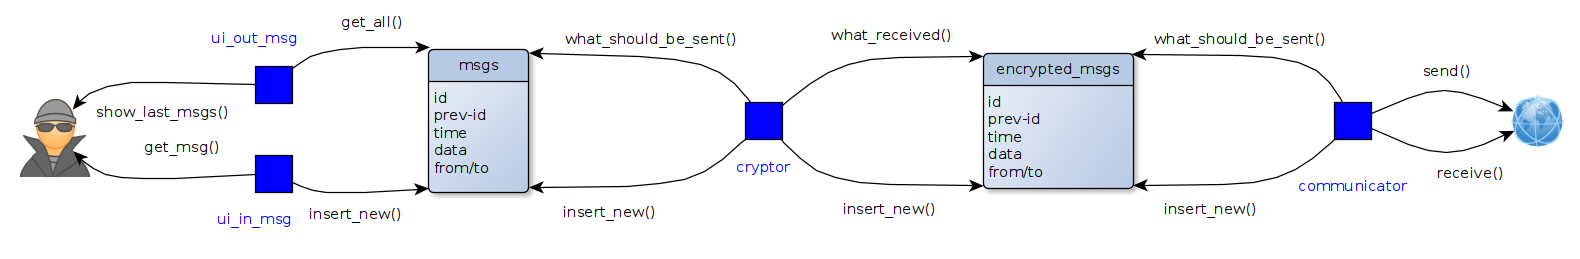 get_all()
ui_out_msg
show_last_msgs()
get_msg()
ui_in_msg
insert_new()
msgs
id
prev-id
time
data
from/to
what_should_be_sent()
insert_new()
cryptor
what_received()
insert_new()
encrypted_msgs
id
prev-id
time
data
from/to
what_should_be_sent()
insert_new()
communicator
send()
receive()